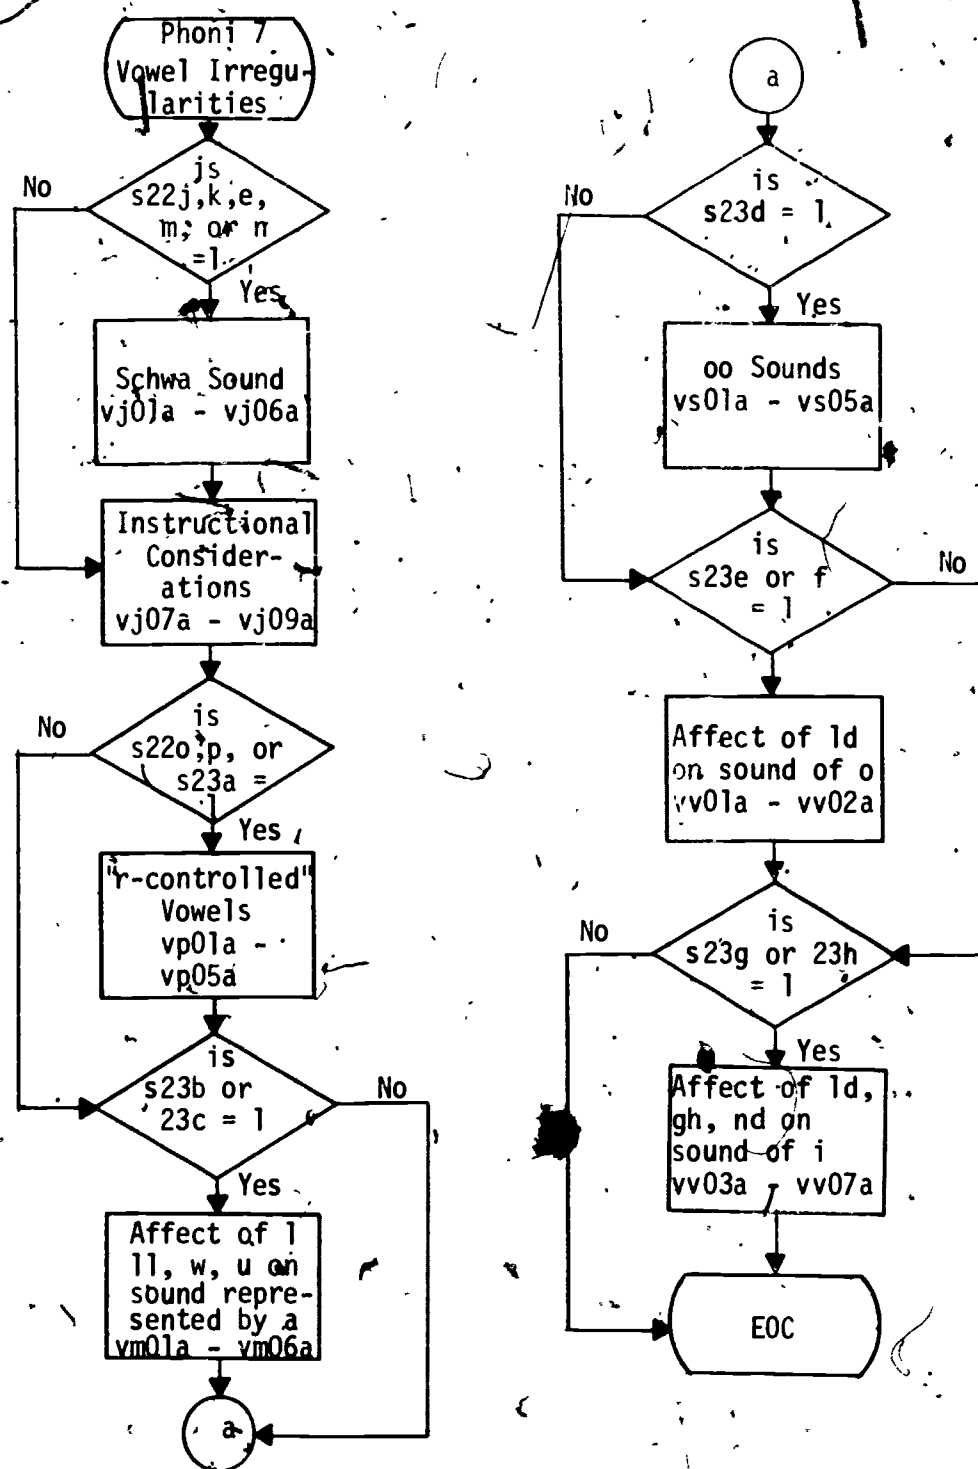 Phoni 7
Vowel Irregu-
larities
is
s22j,k,e,
m, or n
=1
No
Yes
Schwa Sound
vj01a - vj06a
Instructional
Consider-
ations
vj07a - vj09a
is
s22o,p, or
s23a =
No
Yes
"r-controlled"
Vowels
vp01a -
vp05a
is
s23b or
23c = 1
No
Yes
Affect of l
ll, w, u on
sound repre-
sented by a
vm01a - vm06a
a
a
is
s23d = 1
No
Yes
oo Sounds
vs01a - vs05a
is
s23e or f
= 1
No
Affect of ld
on sound of o
vv01a - vv02a
is
s23g or 23h
= 1
No
Yes
Affect of ld,
gh, nd on
sound of i
vv03a - vv07a
EOC